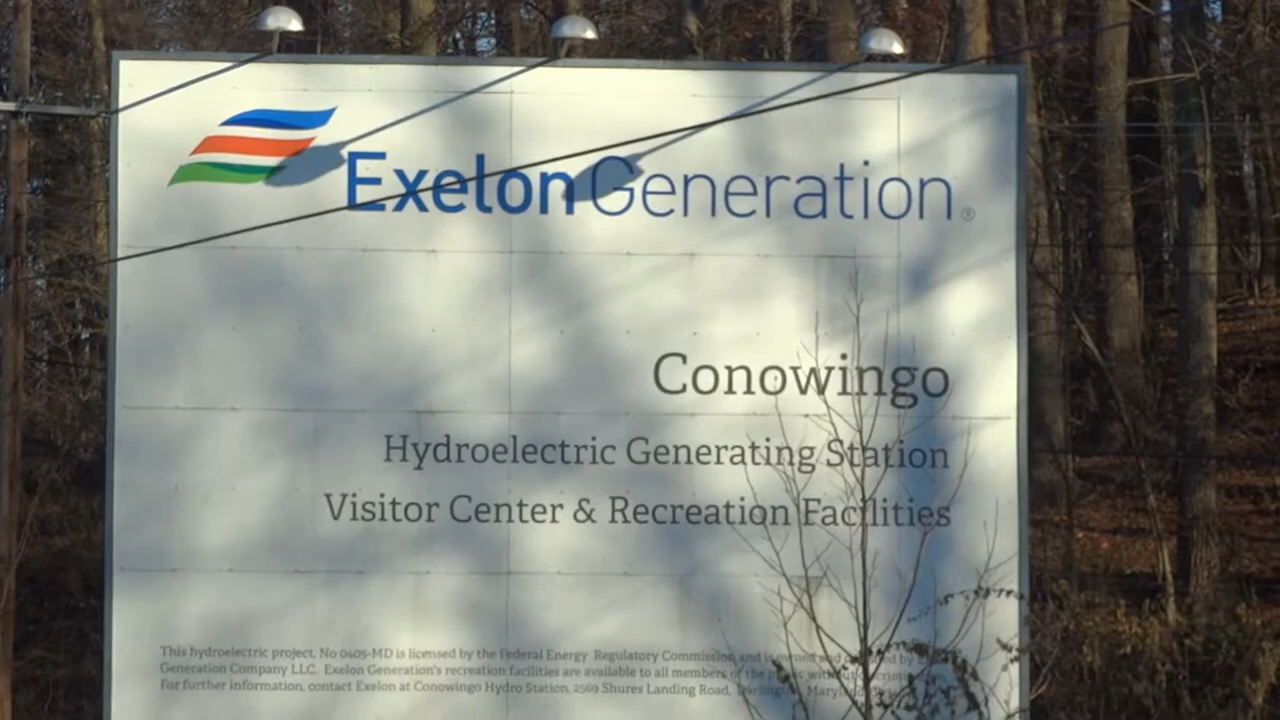 Exelon Generation®
Conowingo
Hydroelectric Generating Station
Visitor Center & Recreation Facilities
This hydroelectric project, No 0405-MD is licensed by the Federal Energy Regulatory Commission and is owned and operated by
Generation Company LLC. Exelon Generation's recreation facilities are available to all members of the public without
For further information, contact Exelon at Conowingo Hydro Station, 2569 Shures Landing Road, Darlington, Maryland